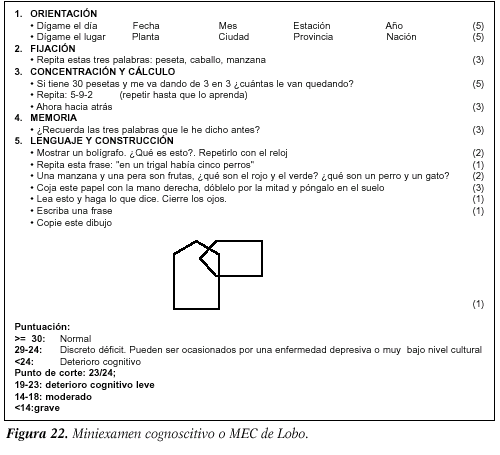 1. ORIENTACIÓN
• Dígame el día Fecha Mes Estación Año (5)
• Dígame el lugar Planta Ciudad Provincia Nación (5)
2. FIJACIÓN
• Repita estas tres palabras: peseta, caballo, manzana (3)
3. CONCENTRACIÓN Y CÁLCULO
• Si tiene 30 pesetas y me va dando de 3 en 3 ¿cuántas le van quedando? (5)
• Repita: 5-9-2 (repetir hasta que lo aprenda)
• Ahora hacia atrás (3)
4. MEMORIA
• ¿Recuerda las tres palabras que le he dicho antes? (3)
5. LENGUAJE Y CONSTRUCCIÓN
• Mostrar un bolígrafo. ¿Qué es esto?. Repetirlo con el reloj (2)
• Repita esta frase: "en un trigal había cinco perros" (1)
• Una manzana y una pera son frutas, ¿qué son el rojo y el verde? ¿qué son un perro y un gato? (2)
• Coja este papel con la mano derecha, dóblelo por la mitad y póngalo en el suelo (3)
• Lea esto y haga lo que dice. Cierre los ojos. (1)
• Escriba una frase (1)
• Copie este dibujo
(1)
Puntuación:
>= 30: Normal
29-24: Discreto déficit. Pueden ser ocasionados por una enfermedad depresiva o muy bajo nivel cultural
<24: Deterioro cognitivo
Punto de corte: 23/24;
19-23: deterioro cognitivo leve
14-18: moderado
<14:grave
Figura 22. Miniexamen cognoscitivo o MEC de Lobo.